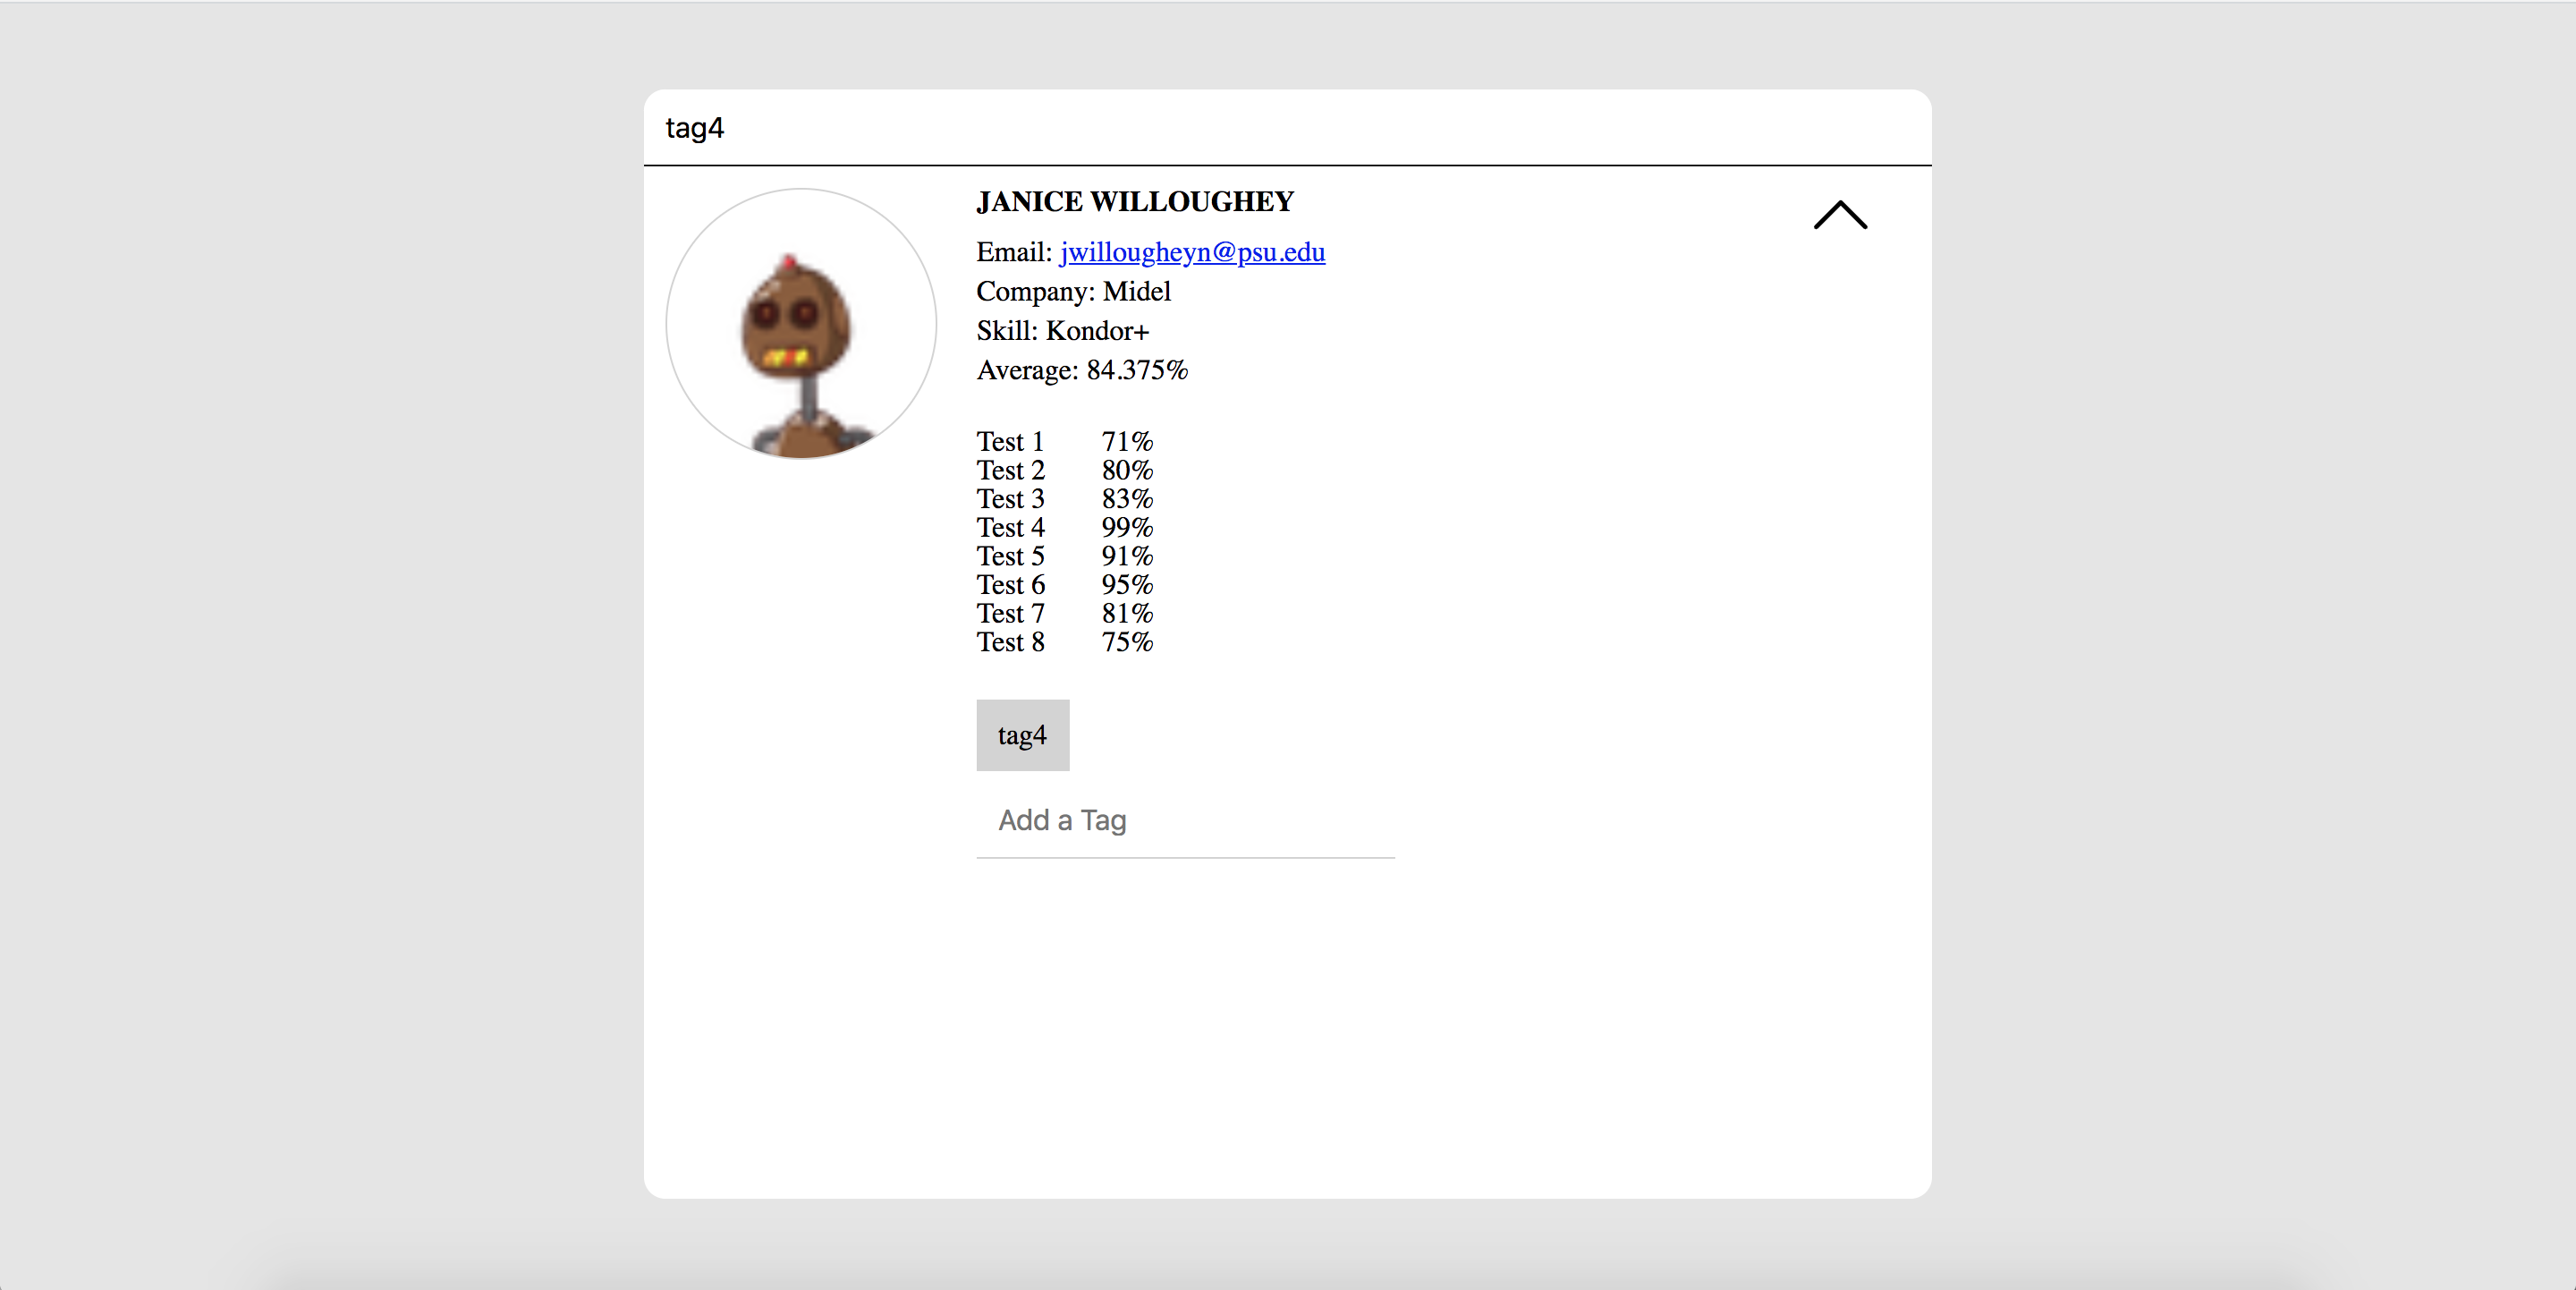 tag4
JANICE WILLOUGHEY
Email: jwillougheyn@psu.edu
Company: Midel
Skill: Kondor+
Average: 84.375%
Test 1 71%
Test 2 80%
Test 3 83%
Test 4 99%
Test 5 91%
Test 6 95%
Test 7 81%
Test 8 75%
tag4
Add a Tag